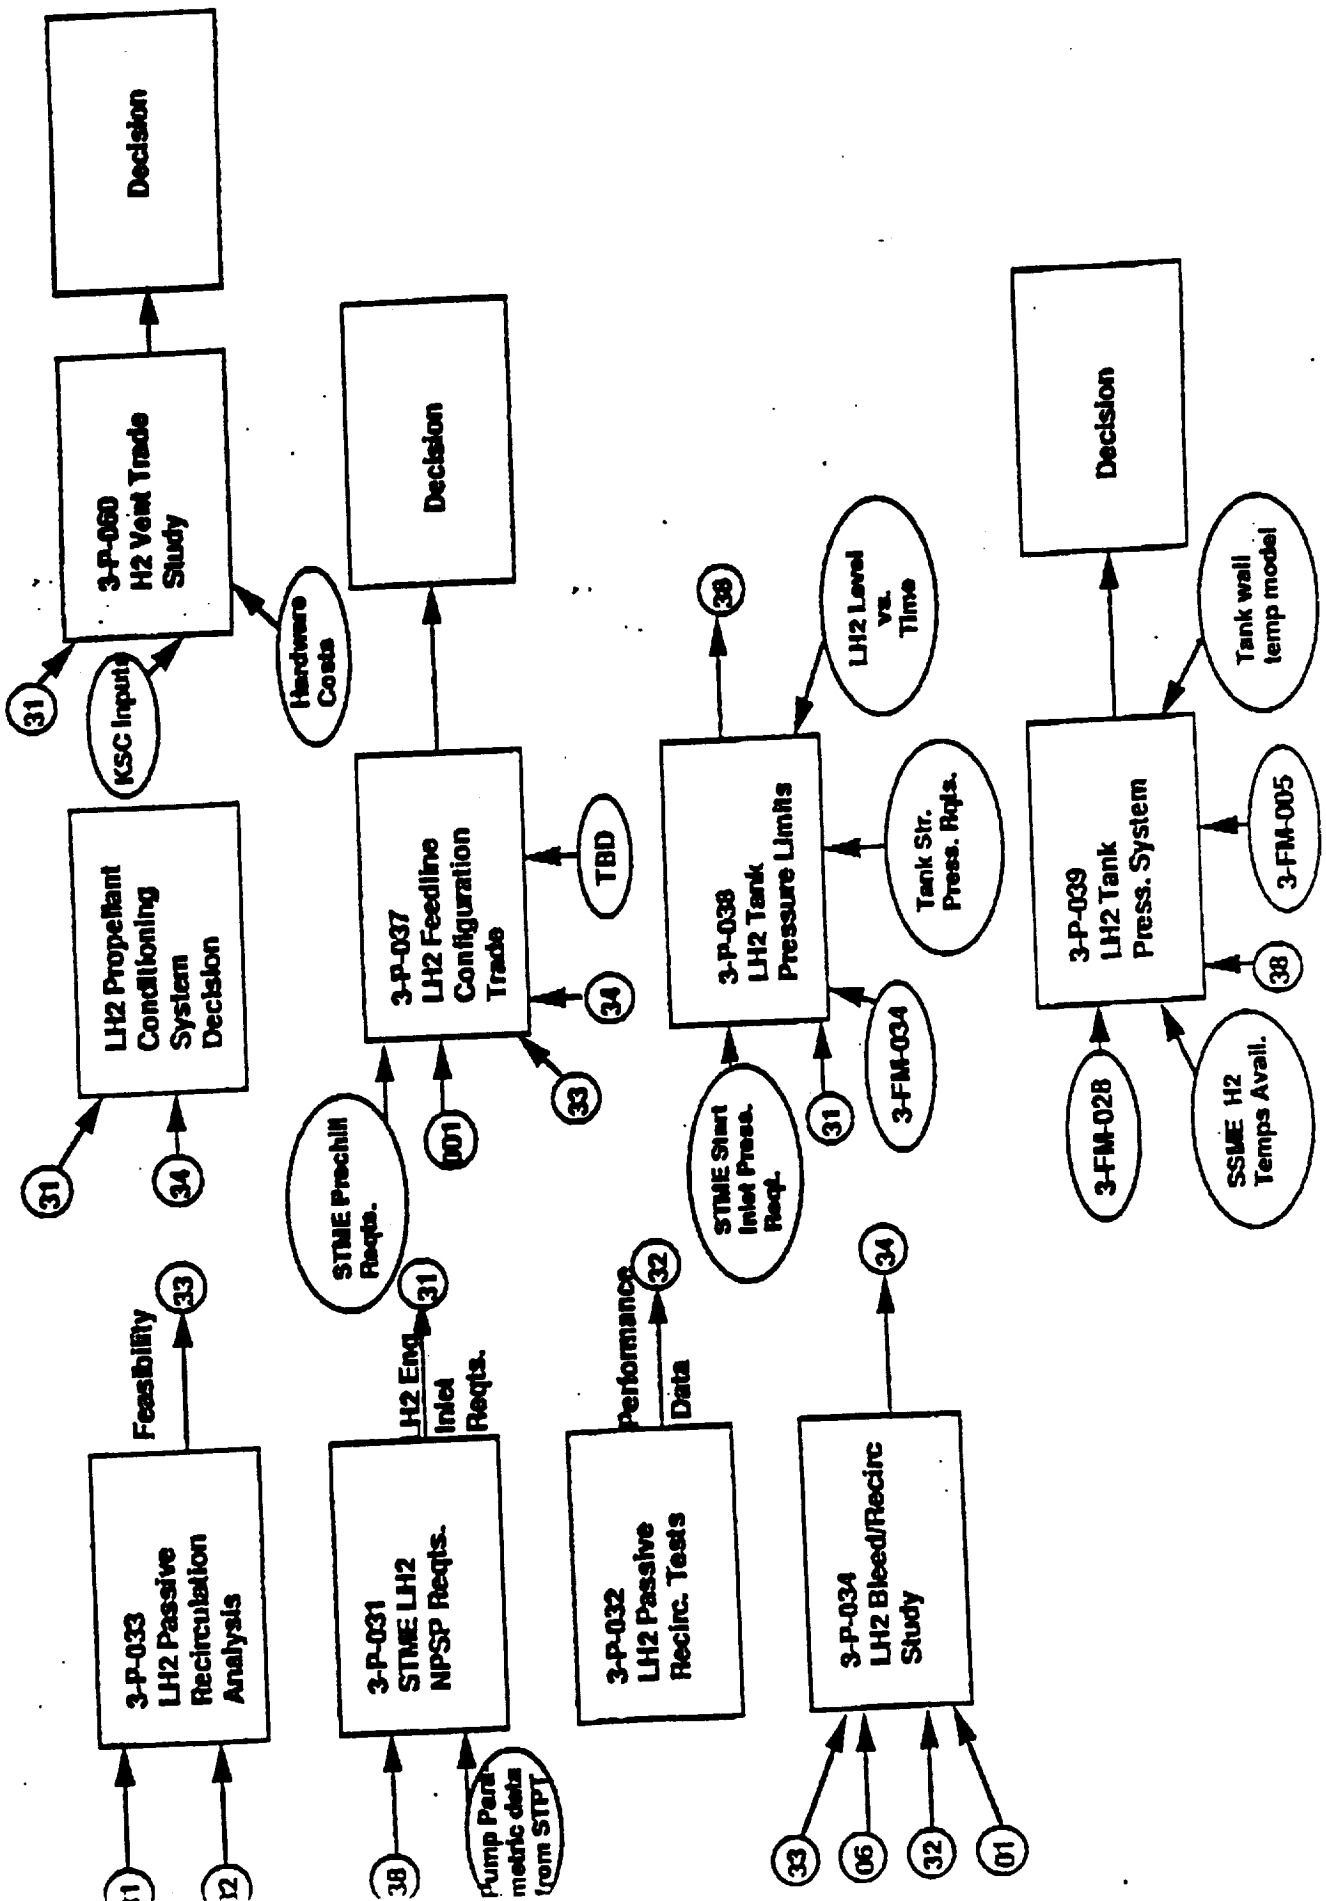 3-P-033
LH2 Passive
Recirculation
Analysis
Feasibility
33
31
34
LH2 Propellant
Conditioning
System
Decision
31
KSC Inputs
Hardware
Costs
3-P-060
H2 Vent Trade
Study
Decision
38
Pump Para-
metric data
from STPT
3-P-031
STME LH2
NPSP Reqts.
LH2 Eng
Inlet
Reqts.
31
STME Prechill
Reqts.
001
33
34
TBD
3-P-037
LH2 Feedline
Configuration
Trade
Decision
3-P-032
LH2 Passive
Recirc. Tests
Performance
Data
32
STME Start
Inlet Press.
Reqt.
31
3-FM-034
Tank Str.
Press. Rqts.
LH2 Level
vs.
Time
3-P-038
LH2 Tank
Pressure Limits
38
33
06
32
01
3-P-034
LH2 Bleed/Recirc
Study
34
3-FM-028
SSME H2
Temps Avail.
38
3-FM-005
Tank wall
temp model
3-P-039
LH2 Tank
Press. System
Decision